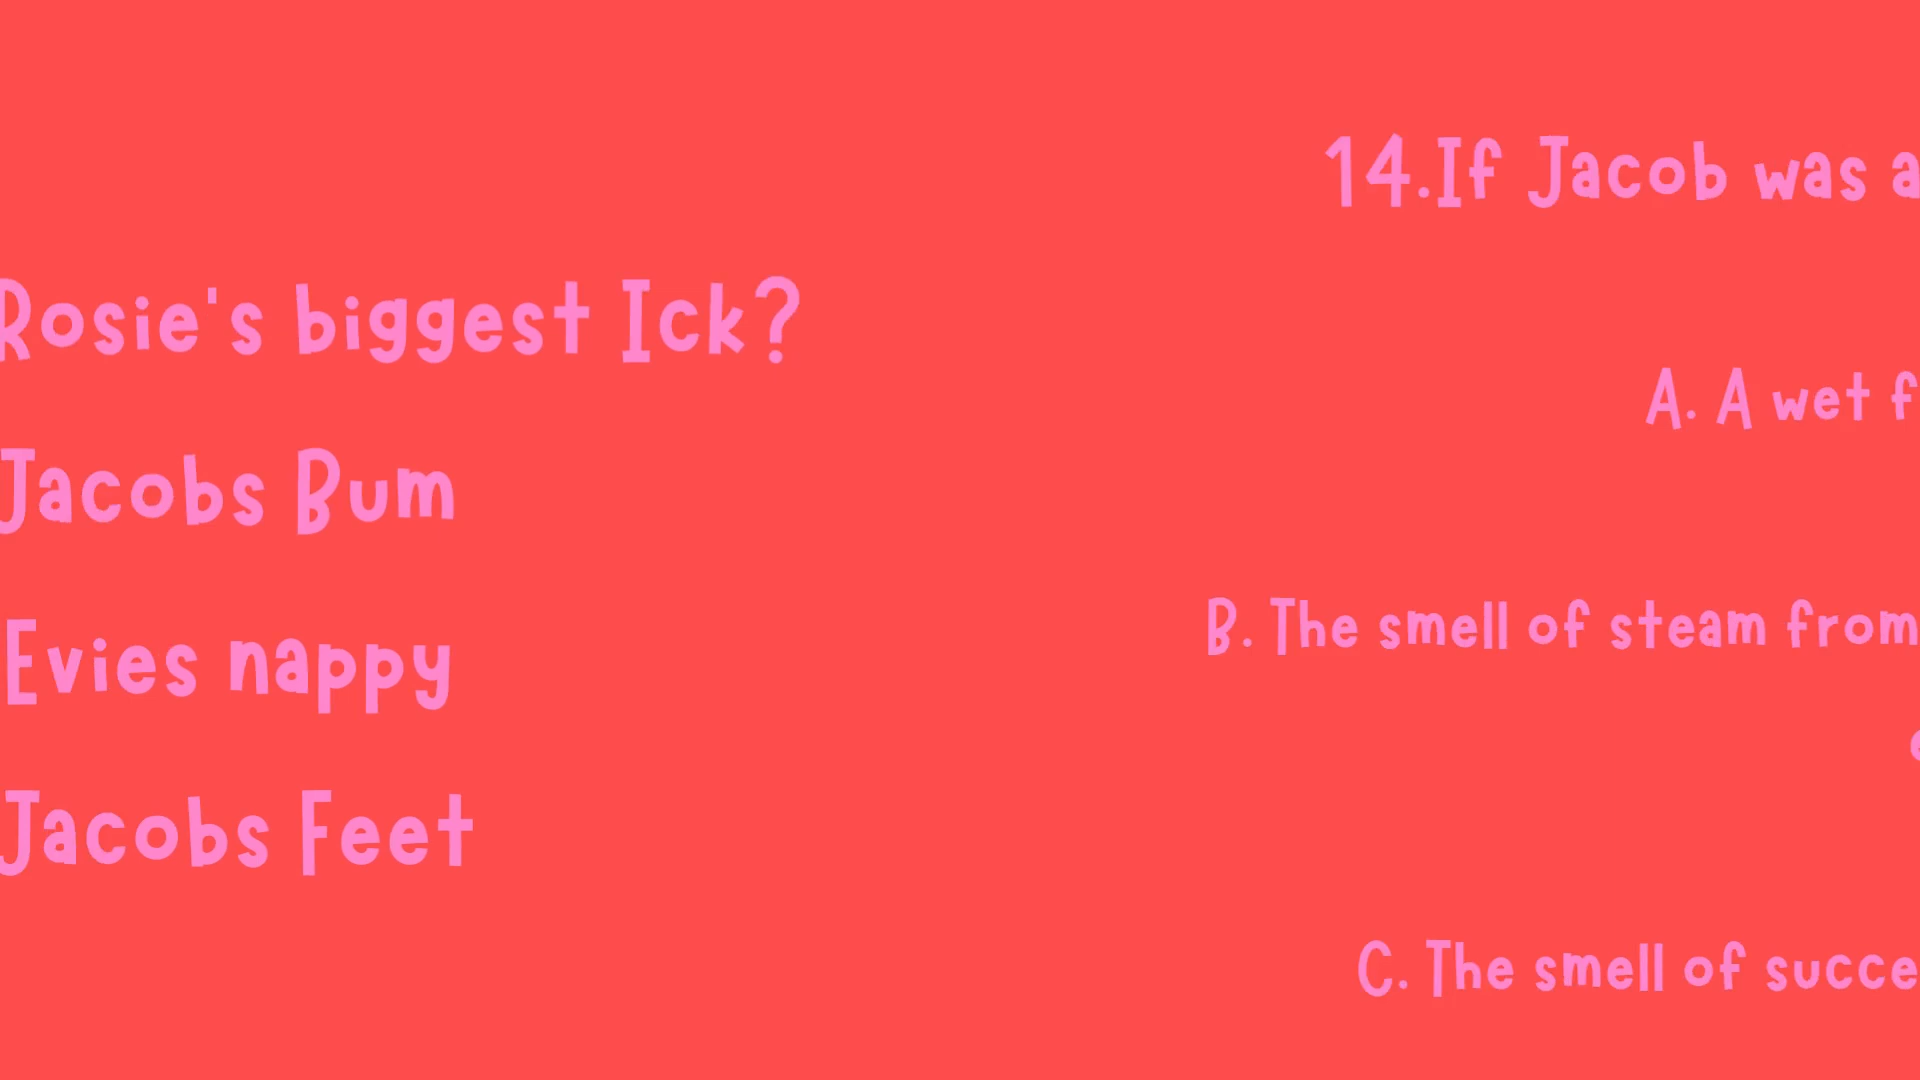 Rosie's biggest Ick?
Jacobs Bum
Evies nappy
Jacobs Feet
14.If Jacob was a
A. A wet f
B. The smell of steam from
C. The smell of succe